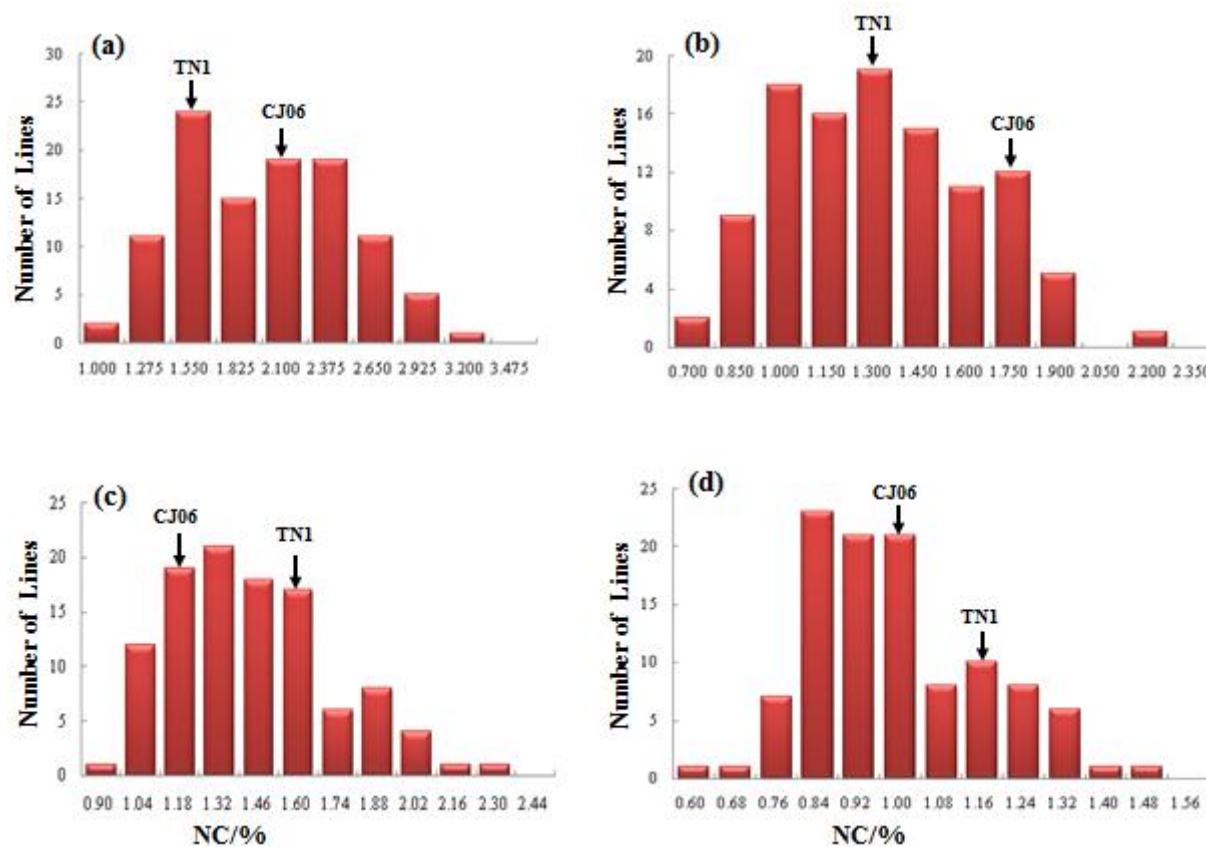 (a)
TN1
CJ06
Number of Lines
30
25
20
15
10
5
0
1.000 1.275 1.550 1.825 2.100 2.375 2.650 2.925 3.200 3.475
(b)
TN1
CJ06
Number of Lines
20
16
12
8
4
0
0.700 0.850 1.000 1.150 1.300 1.450 1.600 1.750 1.900 2.050 2.200 2.350
(c)
CJ06
TN1
Number of Lines
25
20
15
10
5
0
0.90 1.04 1.18 1.32 1.46 1.60 1.74 1.88 2.02 2.16 2.30 2.44
NC/%
(d)
CJ06
TN1
Number of Lines
25
20
15
10
5
0
0.60 0.68 0.76 0.84 0.92 1.00 1.08 1.16 1.24 1.32 1.40 1.48 1.56
NC/%